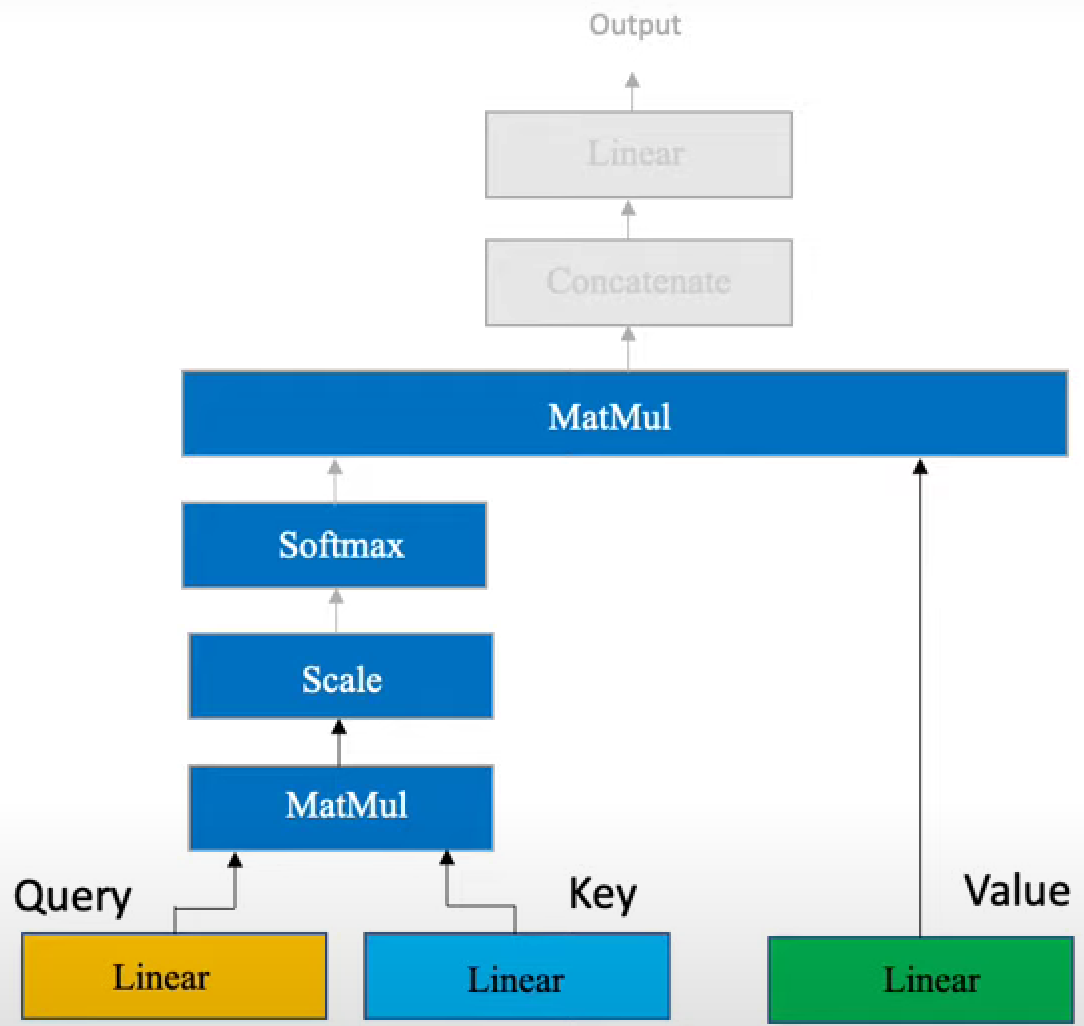 Output
Linear
Concatenate
MatMul
Softmax
Scale
MatMul
Query
Key
Value
Linear
Linear
Linear